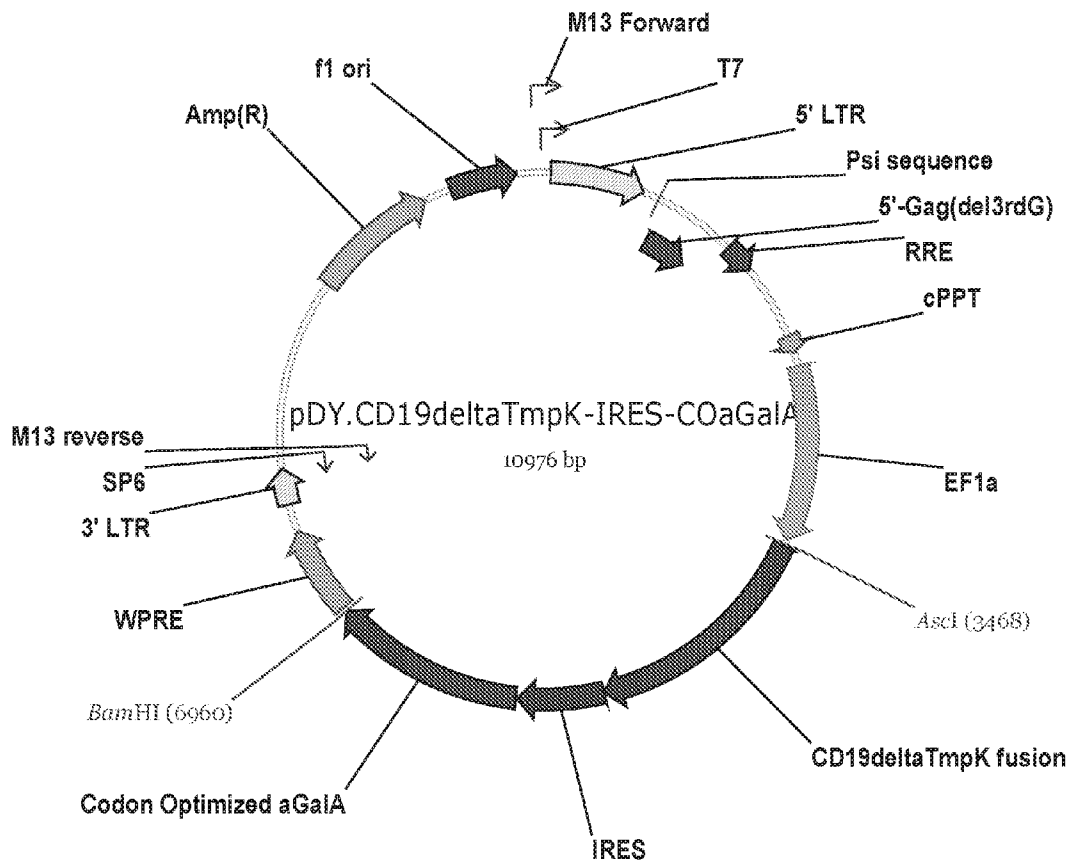 M13 Forward
f1 ori
T7
Amp(R)
5' LTR
Psi sequence
5'-Gag(del3rdG)
RRE
cPPT
pDY.CD19deltaTmpK-IRES-COaGalA
10976 bp
M13 reverse
SP6
3' LTR
EF1a
WPRE
AscI (3468)
BamHI (6960)
CD19deltaTmpK fusion
Codon Optimized aGalA
IRES